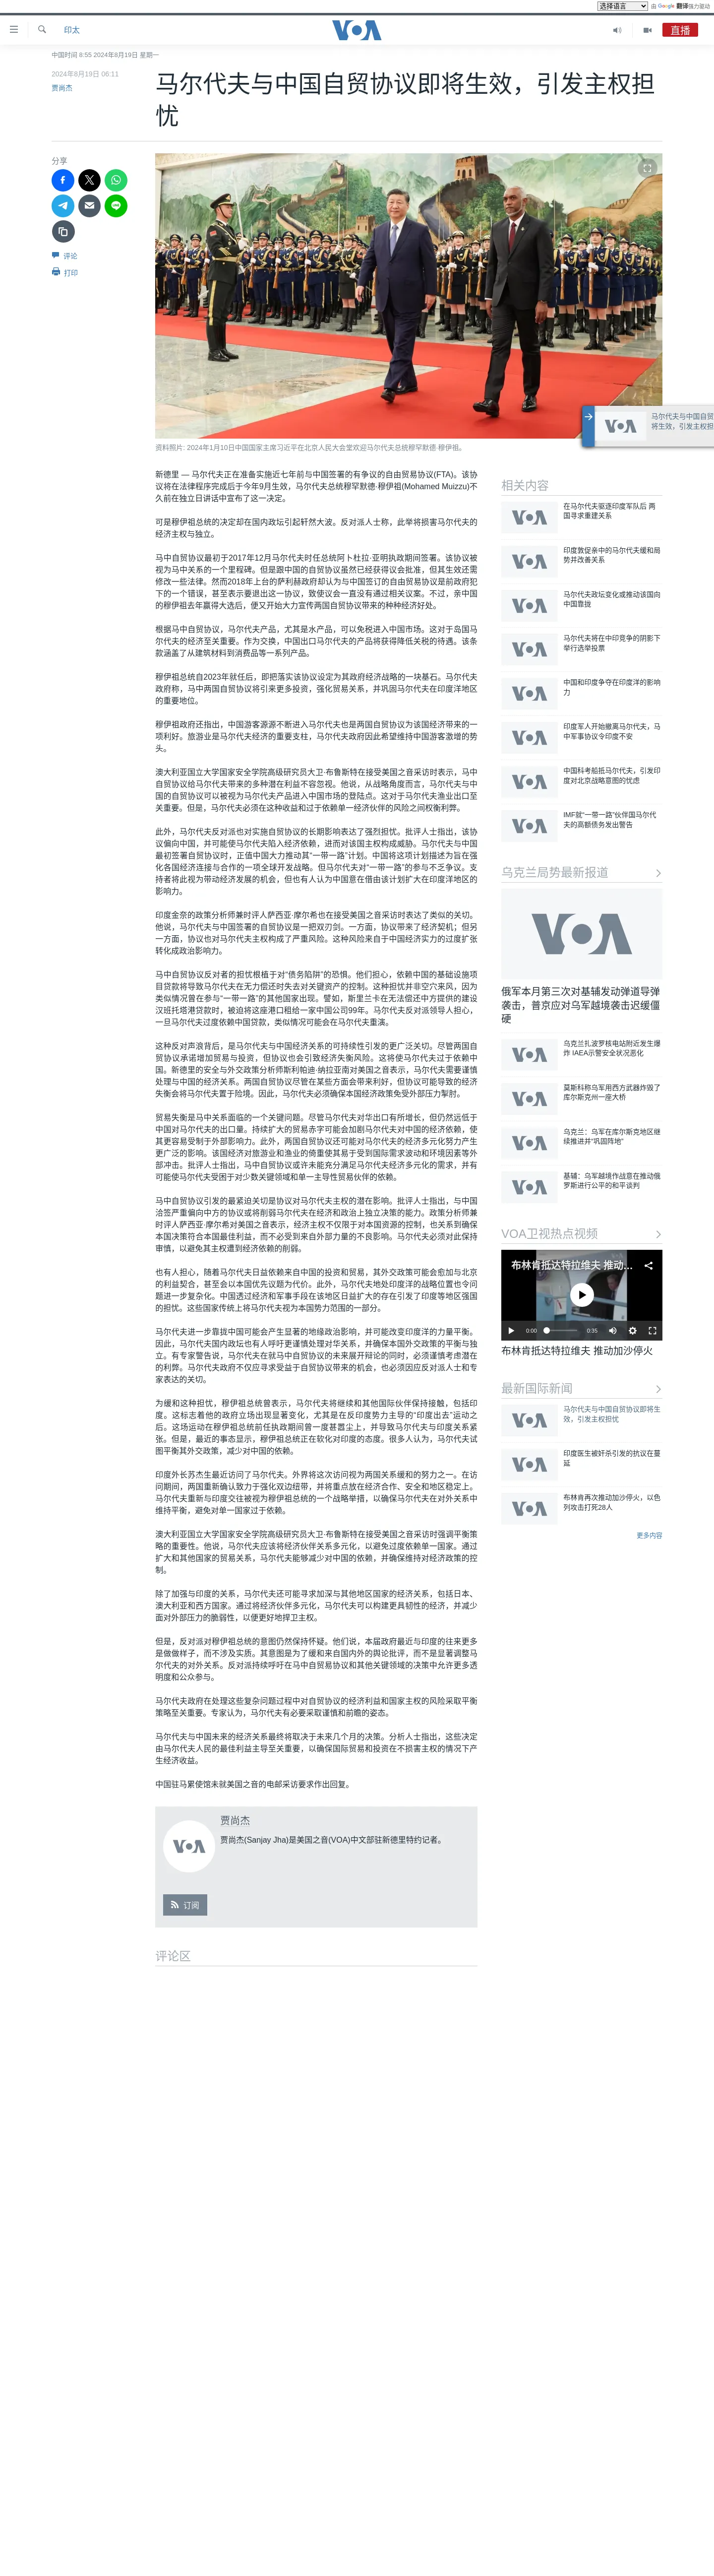 选择语言 由 Google 翻译强力驱动
印太
VOA
直播
中国时间 8:55 2024年8月19日 星期一
2024年8月19日 06:11
贾尚杰
马尔代夫与中国自贸协议即将生效，引发主权担
忧
分享
评论
打印
资料照片: 2024年1月10日中国国家主席习近平在北京人民大会堂欢迎马尔代夫总统穆罕默德·穆伊祖。
马尔代夫与中国自贸
将生效，引发主权担
新德里 — 马尔代夫正在准备实施近七年前与中国签署的有争议的自由贸易协议(FTA)。该协
议将在法律程序完成后于今年9月生效，马尔代夫总统穆罕默德·穆伊祖(Mohamed Muizzu)不
久前在独立日讲话中宣布了这一决定。
可是穆伊祖总统的决定却在国内政坛引起轩然大波。反对派人士称，此举将损害马尔代夫的
经济主权与独立。
马中自贸协议最初于2017年12月马尔代夫时任总统阿卜杜拉·亚明执政期间签署。该协议被
视为马中关系的一个里程碑。但是跟中国的自贸协议虽然已经获得议会批准，但其生效还需
修改一些法律。然而2018年上台的萨利赫政府却认为与中国签订的自由贸易协议是前政府犯
下的一个错误，甚至表示要退出这一协议，致使议会一直没有通过相关议案。不过，亲中国
的穆伊祖去年赢得大选后，便又开始大力宣传两国自贸协议带来的种种经济好处。
根据马中自贸协议，马尔代夫产品，尤其是水产品，可以免税进入中国市场。这对于岛国马
尔代夫的经济至关重要。作为交换，中国出口马尔代夫的产品将获得降低关税的待遇。该条
款涵盖了从建筑材料到消费品等一系列产品。
穆伊祖总统自2023年就任后，即把落实该协议设定为其政府经济战略的一块基石。马尔代夫
政府称，马中两国自贸协议将引来更多投资，强化贸易关系，并巩固马尔代夫在印度洋地区
的重要地位。
穆伊祖政府还指出，中国游客源源不断进入马尔代夫也是两国自贸协议为该国经济带来的一
项利好。旅游业是马尔代夫经济的重要支柱，马尔代夫政府因此希望维持中国游客激增的势
头。
澳大利亚国立大学国家安全学院高级研究员大卫·布鲁斯特在接受美国之音采访时表示，马中
自贸协议给马尔代夫带来的多种潜在利益不容忽视。他说，从战略角度而言，马尔代夫与中
国的自贸协议可以被视为马尔代夫产品进入中国市场的登陆点。这对于马尔代夫渔业出口至
关重要。但是，马尔代夫必须在这种收益和过于依赖单一经济伙伴的风险之间权衡利弊。
此外，马尔代夫反对派也对实施自贸协议的长期影响表达了强烈担忧。批评人士指出，该协
议偏向中国，并可能使马尔代夫陷入经济依赖，进而对该国主权构成威胁。马尔代夫与中国
最初签署自贸协议时，正值中国大力推动其“一带一路”计划。中国将这项计划描述为旨在强
化各国经济连接与合作的一项全球开发战略。但马尔代夫对“一带一路”的参与不乏争议。支
持者将此视为带动经济发展的机会，但也有人认为中国意在借由该计划扩大在印度洋地区的
影响力。
印度金奈的政策分析师兼时评人萨西亚·摩尔希也在接受美国之音采访时表达了类似的关切。
他说，马尔代夫与中国签署的自贸协议是一把双刃剑。一方面，协议带来了经济契机；但另
一方面，协议也对马尔代夫主权构成了严重风险。这种风险来自于中国经济实力的过度扩张
转化成政治影响力。
马中自贸协议反对者的担忧根植于对“债务陷阱”的恐惧。他们担心，依赖中国的基础设施项
目贷款将导致马尔代夫在无力偿还时失去对关键资产的控制。这种担忧并非空穴来风，因为
类似情况曾在参与“一带一路”的其他国家出现。譬如，斯里兰卡在无法偿还中方提供的建设
汉班托塔港贷款时，被迫将这座港口租给一家中国公司99年。马尔代夫反对派领导人担心，
一旦马尔代夫过度依赖中国贷款，类似情况可能会在马尔代夫重演。
这种反对声浪背后，是马尔代夫与中国经济关系的可持续性引发的更广泛关切。尽管两国自
贸协议承诺增加贸易与投资，但协议也会引致经济失衡风险。这将使马尔代夫过于依赖中
国。新德里的安全与外交政策分析师斯利帕迪·纳拉亚南对美国之音表示，马尔代夫需要谨慎
处理与中国的经济关系。两国自贸协议尽管在某些方面会带来利好，但协议可能导致的经济
失衡会将马尔代夫置于险境。因此，马尔代夫必须确保本国经济政策免受外部压力掣肘。
贸易失衡是马中关系面临的一个关键问题。尽管马尔代夫对华出口有所增长，但仍然远低于
中国对马尔代夫的出口量。持续扩大的贸易赤字可能会加剧马尔代夫对中国的经济依赖，使
其更容易受制于外部影响力。此外，两国自贸协议还可能对马尔代夫的经济多元化努力产生
更广泛的影响。该国经济对旅游业和渔业的倚重使其易于受到国际需求波动和环境因素等外
部冲击。批评人士指出，马中自贸协议或许未能充分满足马尔代夫经济多元化的需求，并有
可能使马尔代夫受困于对少数关键领域和单一主导性贸易伙伴的依赖。
马中自贸协议引发的最紧迫关切是协议对马尔代夫主权的潜在影响。批评人士指出，与中国
洽签严重偏向中方的协议或将削弱马尔代夫在经济和政治上独立决策的能力。政策分析师兼
时评人萨西亚·摩尔希对美国之音表示，经济主权不仅限于对本国资源的控制，也关系到确保
本国决策符合本国最佳利益，而不必受到来自外部力量的不良影响。马尔代夫必须对此保持
审慎，以避免其主权遭到经济依赖的削弱。
也有人担心，随着马尔代夫日益依赖来自中国的投资和贸易，其外交政策可能会愈加与北京
的利益契合，甚至会以本国优先议题为代价。此外，马尔代夫地处印度洋的战略位置也令问
题进一步复杂化。中国透过经济和军事手段在该地区日益扩大的存在引发了印度等地区强国
的担忧。这些国家传统上将马尔代夫视为本国势力范围的一部分。
马尔代夫进一步靠拢中国可能会产生显著的地缘政治影响，并可能改变印度洋的力量平衡。
因此，马尔代夫国内政坛也有人呼吁更谨慎处理对华关系，并确保本国外交政策的平衡与独
立。有专家警告说，马尔代夫在就马中自贸协议的未来展开辩论的同时，必须谨慎考虑潜在
的利弊。马尔代夫政府不仅应寻求受益于自贸协议带来的机会，也必须因应反对派人士和专
家表达的关切。
为缓和这种担忧，穆伊祖总统曾表示，马尔代夫将继续和其他国际伙伴保持接触，包括印
度。这标志着他的政府立场出现显著变化，尤其是在反印度势力主导的“印度出去”运动之
后。这场运动在穆伊祖总统前任执政期间曾一度甚嚣尘上，并导致马尔代夫与印度关系紧
张。但是，最近的事态显示，穆伊祖总统正在软化对印度的态度。很多人认为，马尔代夫试
图平衡其外交政策，减少对中国的依赖。
印度外长苏杰生最近访问了马尔代夫。外界将这次访问视为两国关系缓和的努力之一。在访
问期间，两国重新确认致力于强化双边纽带，并将重点放在经济合作、安全和地区稳定上。
马尔代夫重新与印度交往被视为穆伊祖总统的一个战略举措，以确保马尔代夫在对外关系中
维持平衡，避免对单一国家过于依赖。
澳大利亚国立大学国家安全学院高级研究员大卫·布鲁斯特在接受美国之音采访时强调平衡策
略的重要性。他说，马尔代夫应该将经济伙伴关系多元化，以避免过度依赖单一国家。通过
扩大和其他国家的贸易关系，马尔代夫能够减少对中国的依赖，并确保维持对经济政策的控
制。
除了加强与印度的关系，马尔代夫还可能寻求加深与其他地区国家的经济关系，包括日本、
澳大利亚和西方国家。通过将经济伙伴多元化，马尔代夫可以构建更具韧性的经济，并减少
面对外部压力的脆弱性，以便更好地捍卫主权。
但是，反对派对穆伊祖总统的意图仍然保持怀疑。他们说，本届政府最近与印度的往来更多
是做做样子，而不涉及实质。其意图是为了缓和来自国内外的舆论批评，而不是显著调整马
尔代夫的对外关系。反对派持续呼吁在马中自贸易协议和其他关键领域的决策中允许更多透
明度和公众参与。
马尔代夫政府在处理这些复杂问题过程中对自贸协议的经济利益和国家主权的风险采取平衡
策略至关重要。专家认为，马尔代夫有必要采取谨慎和前瞻的姿态。
马尔代夫与中国未来的经济关系最终将取决于未来几个月的决策。分析人士指出，这些决定
由马尔代夫人民的最佳利益主导至关重要，以确保国际贸易和投资在不损害主权的情况下产
生经济收益。
中国驻马累使馆未就美国之音的电邮采访要求作出回复。
VOA
贾尚杰
贾尚杰(Sanjay Jha)是美国之音(VOA)中文部驻新德里特约记者。
订阅
评论区
相关内容
在马尔代夫驱逐印度军队后 两
国寻求重建关系
印度敦促亲中的马尔代夫缓和局
势并改善关系
马尔代夫政坛变化或推动该国向
中国靠拢
马尔代夫将在中印竞争的阴影下
举行选举投票
中国和印度争夺在印度洋的影响
力
印度军人开始撤离马尔代夫，马
中军事协议令印度不安
中国科考船抵马尔代夫，引发印
度对北京战略意图的忧虑
IMF就“一带一路”伙伴国马尔代
夫的高额债务发出警告
乌克兰局势最新报道
VOA
俄军本月第三次对基辅发动弹道导弹
袭击，普京应对乌军越境袭击迟缓僵
硬
乌克兰扎波罗核电站附近发生爆
炸 IAEA示警安全状况恶化
莫斯科称乌军用西方武器炸毁了
库尔斯克州一座大桥
乌克兰：乌军在库尔斯克地区继
续推进并“巩固阵地”
基辅：乌军越境作战意在推动俄
罗斯进行公平的和平谈判
VOA卫视热点视频
布林肯抵达特拉维夫 推动...
0:00 0:35
布林肯抵达特拉维夫 推动加沙停火
最新国际新闻
马尔代夫与中国自贸协议即将生
效，引发主权担忧
印度医生被奸杀引发的抗议在蔓
延
布林肯再次推动加沙停火，以色
列攻击打死28人
更多内容